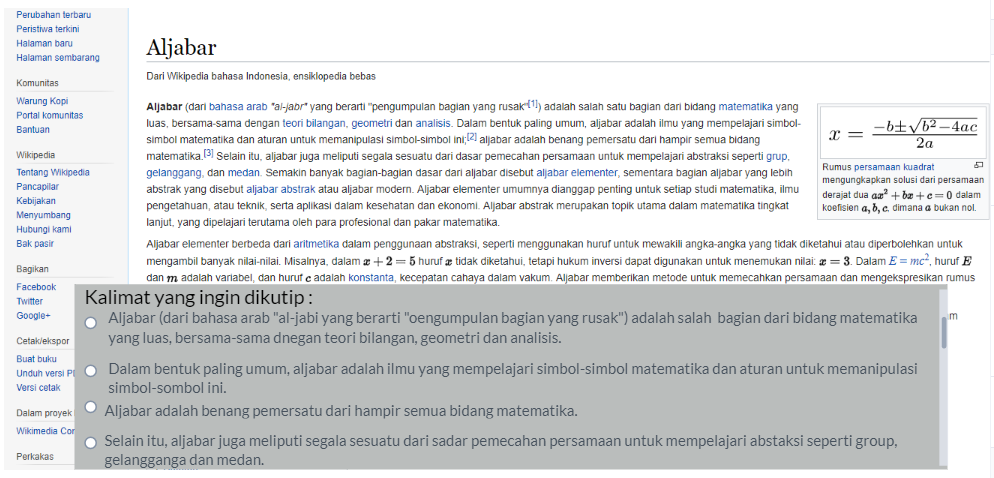 Perubahan terbaru
Peristiwa terkini
Halaman baru
Halaman sembarang
Komunitas
Warung Kopi
Portal komunitas
Bantuan
Wikipedia
Tentang Wikipedia
Pancapilar
Kebijakan
Menyumbang
Hubungi kami
Bak pasir
Bagikan
Facebook
Twitter
Google+
Cetak/ekspor
Buat buku
Unduh versi
Versi cetak
Dalam proyek
Wikimedia
Perkakas
Aljabar
Dari Wikipedia bahasa Indonesia, ensiklopedia bebas
Aljabar (dari bahasa arab "al-jabr" yang berarti "pengumpulan bagian yang rusak"[1]) adalah salah satu bagian dari bidang matematika yang
luas, bersama-sama dengan teori bilangan, geometri dan analisis. Dalam bentuk paling umum, aljabar adalah ilmu yang mempelajari simbol-
simbol matematika dan aturan untuk memanipulasi simbol-simbol ini;[2] aljabar adalah benang pemersatu dari hampir semua bidang
matematika.[3] Selain itu, aljabar juga meliputi segala sesuatu dari dasar pemecahan persamaan untuk mempelajari abstraksi seperti grup,
gelanggang, dan medan. Semakin banyak bagian-bagian dasar dari aljabar disebut aljabar elementer, sementara bagian aljabar yang lebih
abstrak yang disebut aljabar abstrak atau aljabar modern. Aljabar elementer umumnya dianggap penting untuk setiap studi matematika, ilmu
pengetahuan, atau teknik, serta aplikasi dalam kesehatan dan ekonomi. Aljabar abstrak merupakan topik utama dalam matematika tingkat
lanjut, yang dipelajari terutama oleh para profesional dan pakar matematika.
x = (-b±√(b²-4ac))/2a
Rumus persamaan kuadrat
mengungkapkan solusi dari persamaan
derajat dua ax² + bx + c = 0 dalam
koefisien a, b, c, dimana a bukan nol.
Aljabar elementer berbeda dari aritmetika dalam penggunaan abstraksi, seperti menggunakan huruf untuk mewakili angka-angka yang tidak diketahui atau diperbolehkan untuk
mengambil banyak nilai-nilai. Misalnya, dalam x + 2 = 5 huruf x tidak diketahui, tetapi hukum inversi dapat digunakan untuk menemukan nilai: x = 3. Dalam E = mc², huruf E
dan m adalah variabel, dan huruf c adalah konstanta, kecepatan cahaya dalam vakum. Aljabar memberikan metode untuk memecahkan persamaan dan mengekspresikan rumus
Kalimat yang ingin dikutip :
Aljabar (dari bahasa arab "al-jabi yang berarti "oengumpulan bagian yang rusak") adalah salah bagian dari bidang matematika
yang luas, bersama-sama dnegan teori bilangan, geometri dan analisis.
Dalam bentuk paling umum, aljabar adalah ilmu yang mempelajari simbol-simbol matematika dan aturan untuk memanipulasi
simbol-sombol ini.
Aljabar adalah benang pemersatu dari hampir semua bidang matematika.
Selain itu, aljabar juga meliputi segala sesuatu dari sadar pemecahan persamaan untuk mempelajari abstaksi seperti group,
gelangganga dan medan.